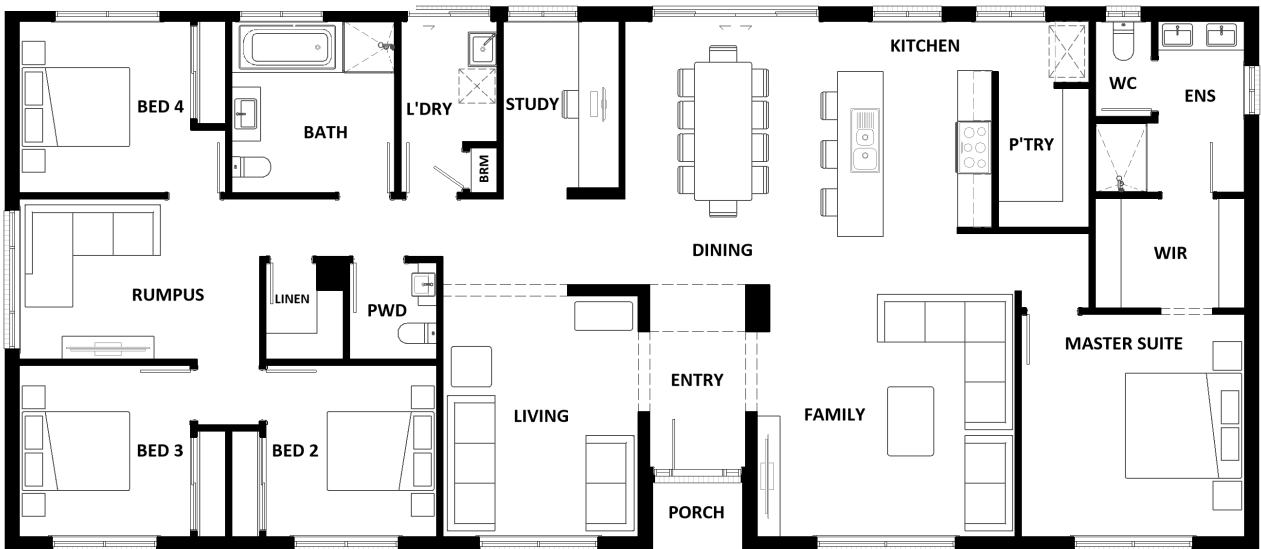 KITCHEN
BED 4
BATH
L'DRY
STUDY
WC
ENS
P'TRY
BRM
DINING
WIR
RUMPUS
LINEN
PWD
MASTER SUITE
ENTRY
LIVING
FAMILY
BED 3
BED 2
PORCH